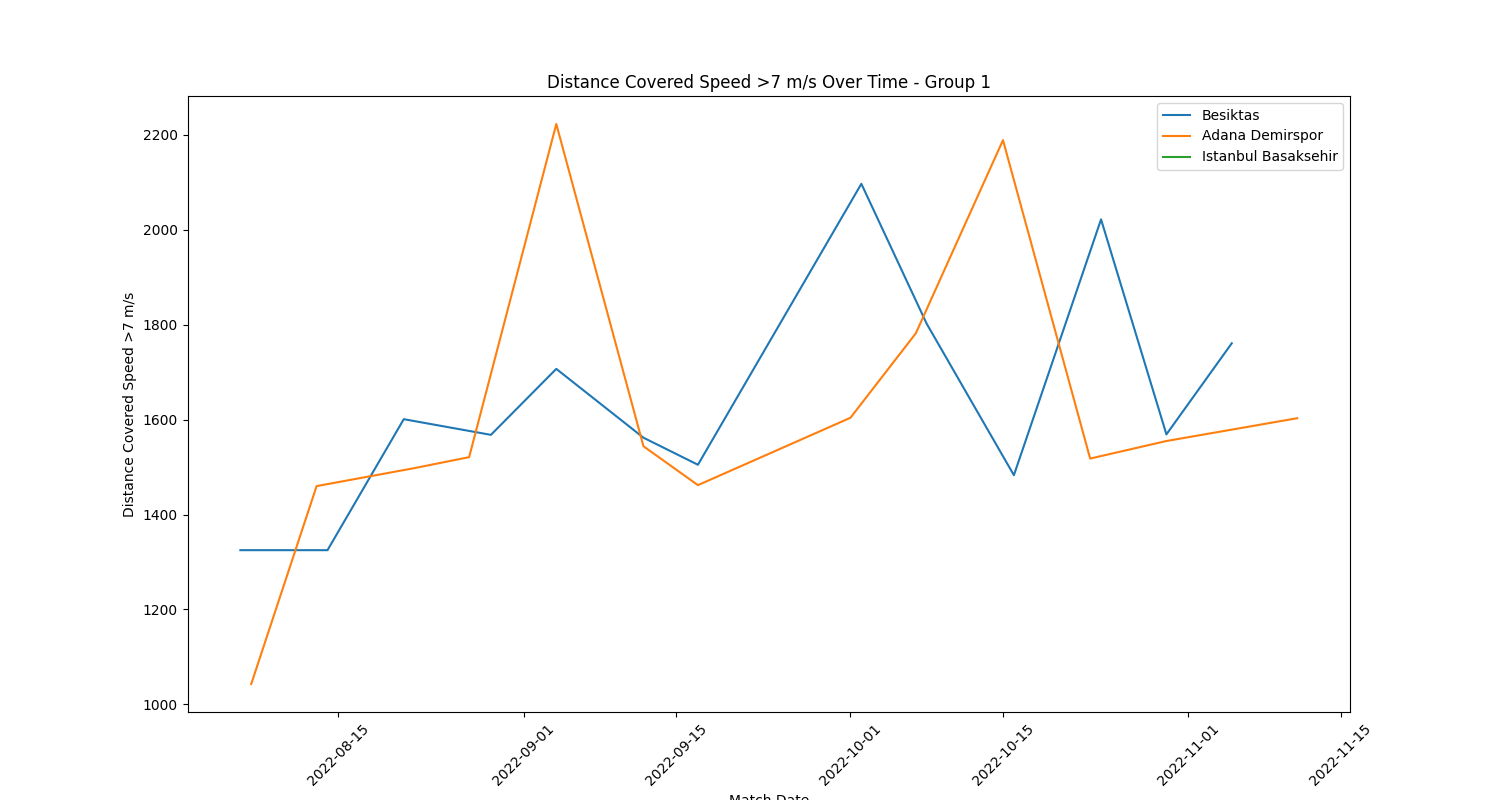 Distance Covered Speed >7 m/s Over Time - Group 1
Besiktas
Adana Demirspor
Istanbul Basaksehir
Distance Covered Speed >7 m/s
2200
2000
1800
1600
1400
1200
1000
2022-08-15
2022-09-01
2022-09-15
2022-10-01
2022-10-15
2022-11-01
2022-11-15
Match Date